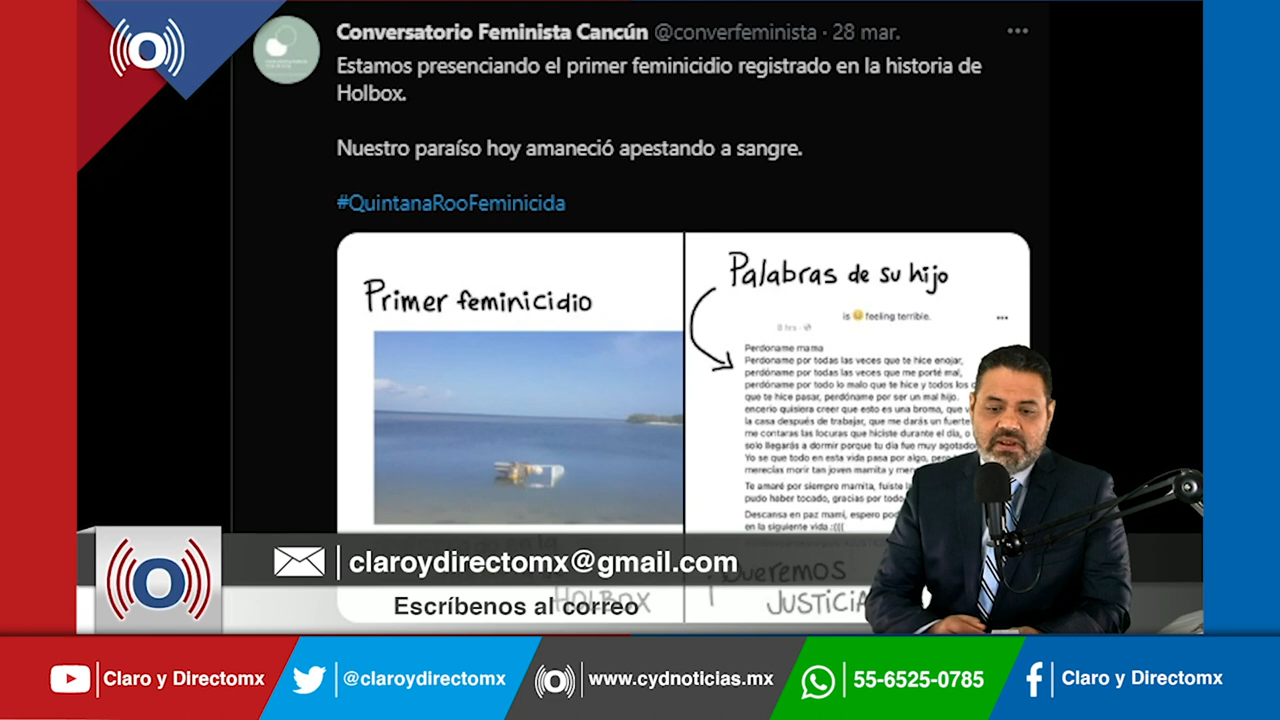 Conversatorio Feminista Cancún @converfeminista · 28 mar.
Estamos presenciando el primer feminicidio registrado en la historia de
Holbox.
Nuestro paraíso hoy amaneció apestando a sangre.
#QuintanaRooFeminicida
Primer feminicidio
HOLBOX
Palabras de su hijo
is feeling terrible.
8 hrs ·
Perdoname mama
Perdoname por todas las veces que te hice enojar,
perdóname por todas las veces que me porté mal,
perdóname por todo lo malo que te hice y todos los
que te hice pasar, perdóname por ser un mal hijo.
encerio quisiera creer que esto es una broma, que
la casa después de trabajar, que me darás un fuerte
me contaras las locuras que hiciste durante el día, o
solo llegarás a dormir porque tu día fue muy agotador
Yo se que todo en esta vida pasa por algo, pero
merecías morir tan joven mamita y
Te amaré por siempre mamita, fuiste
pudo haber tocado, gracias por todo
Descansa en paz mami, espero
en la siguiente vida :(((
¡Queremos
JUSTICIA
claroydirectomx@gmail.com
Escríbenos al correo
Claro y Directomx
@claroydirectomx
www.cydnoticias.mx
55-6525-0785
Claro y Directomx